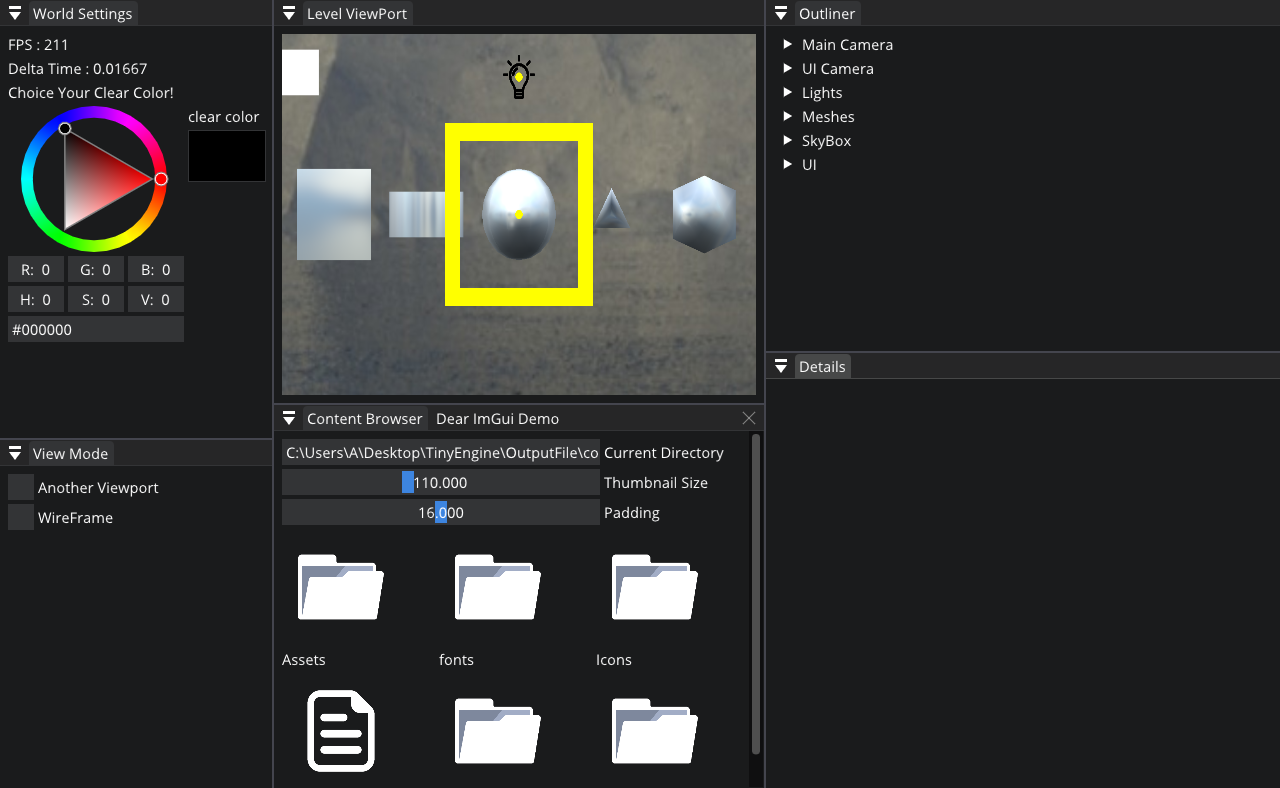 World Settings
FPS : 211
Delta Time : 0.01667
Choice Your Clear Color!
clear color
R: 0
G: 0
B: 0
H: 0
S: 0
V: 0
#000000
View Mode
Another Viewport
WireFrame
Level ViewPort
Content Browser
Dear ImGui Demo
C:\Users\A\Desktop\TinyEngine\OutputFile\co
Current Directory
110.000
Thumbnail Size
16.000
Padding
Assets
fonts
Icons
Outliner
Main Camera
UI Camera
Lights
Meshes
SkyBox
UI
Details